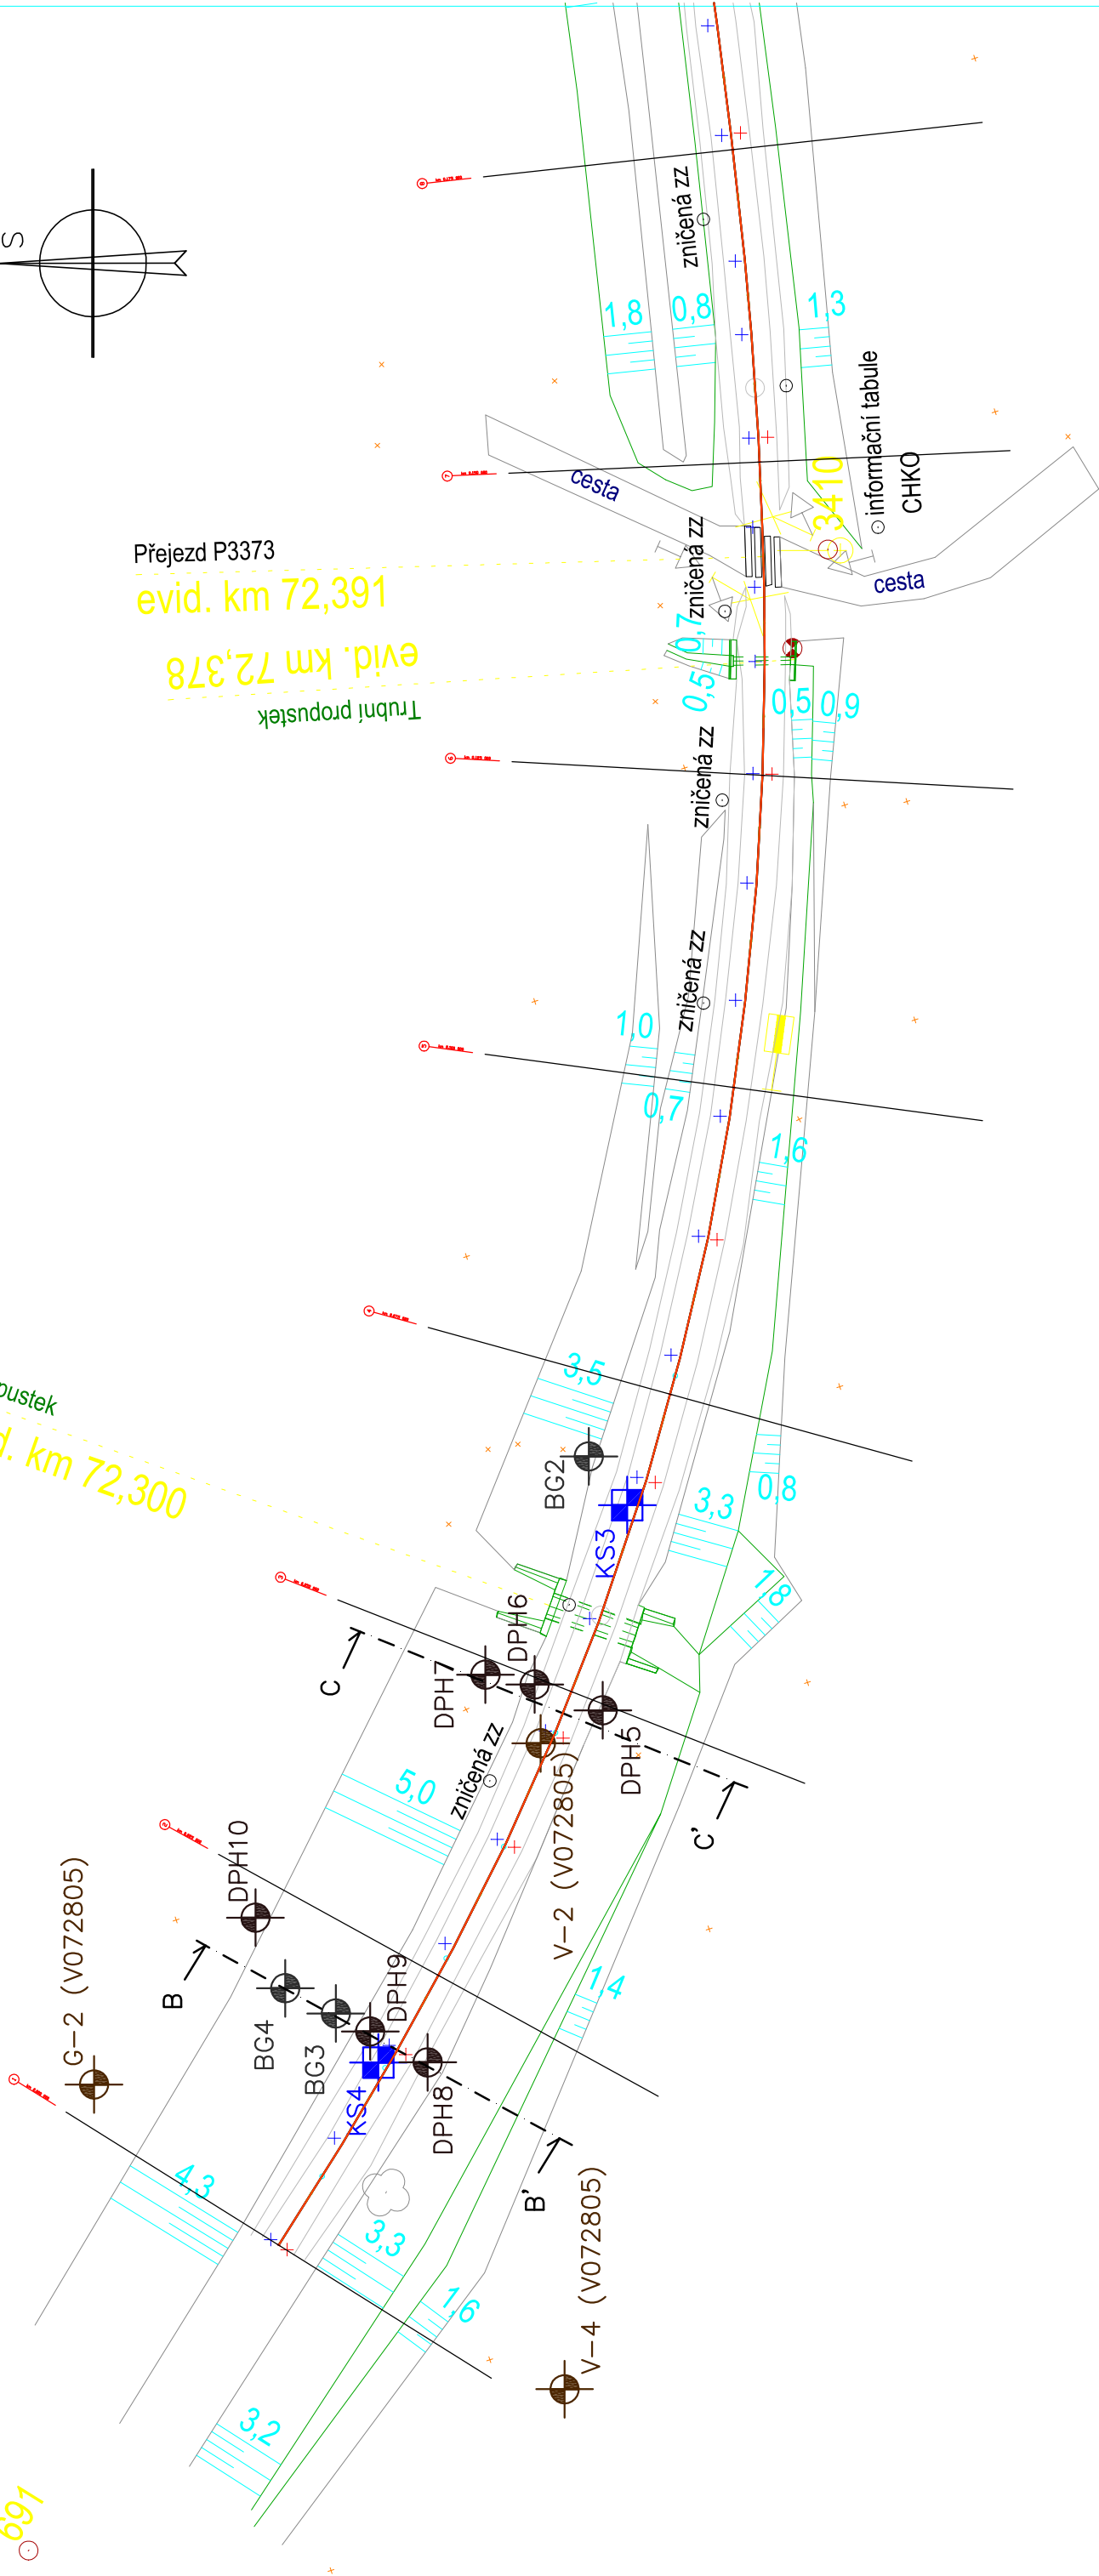 S
zničená zz
1,8
0,8
1,3
informační tabule
CHKO
cesta
3410
Přejezd P3373
evid. km 72,391
zničená zz
cesta
evid. km 72,378
Trubní propustek
0,7
0,5
0,5
0,9
zničená zz
zničená zz
1,0
0,7
1,6
3,5
km 72,300
BG2
KS3
0,8
3,3
1,8
C
DPH7
DPH6
DPH5
zničená zz
5,0
V-2 (V072805)
C'
DPH10
G-2 (V072805)
B
BG4
BG3
DPH9
KS4
DPH8
1,4
B'
4,3
3,3
1,6
V-4 (V072805)
3,2
691